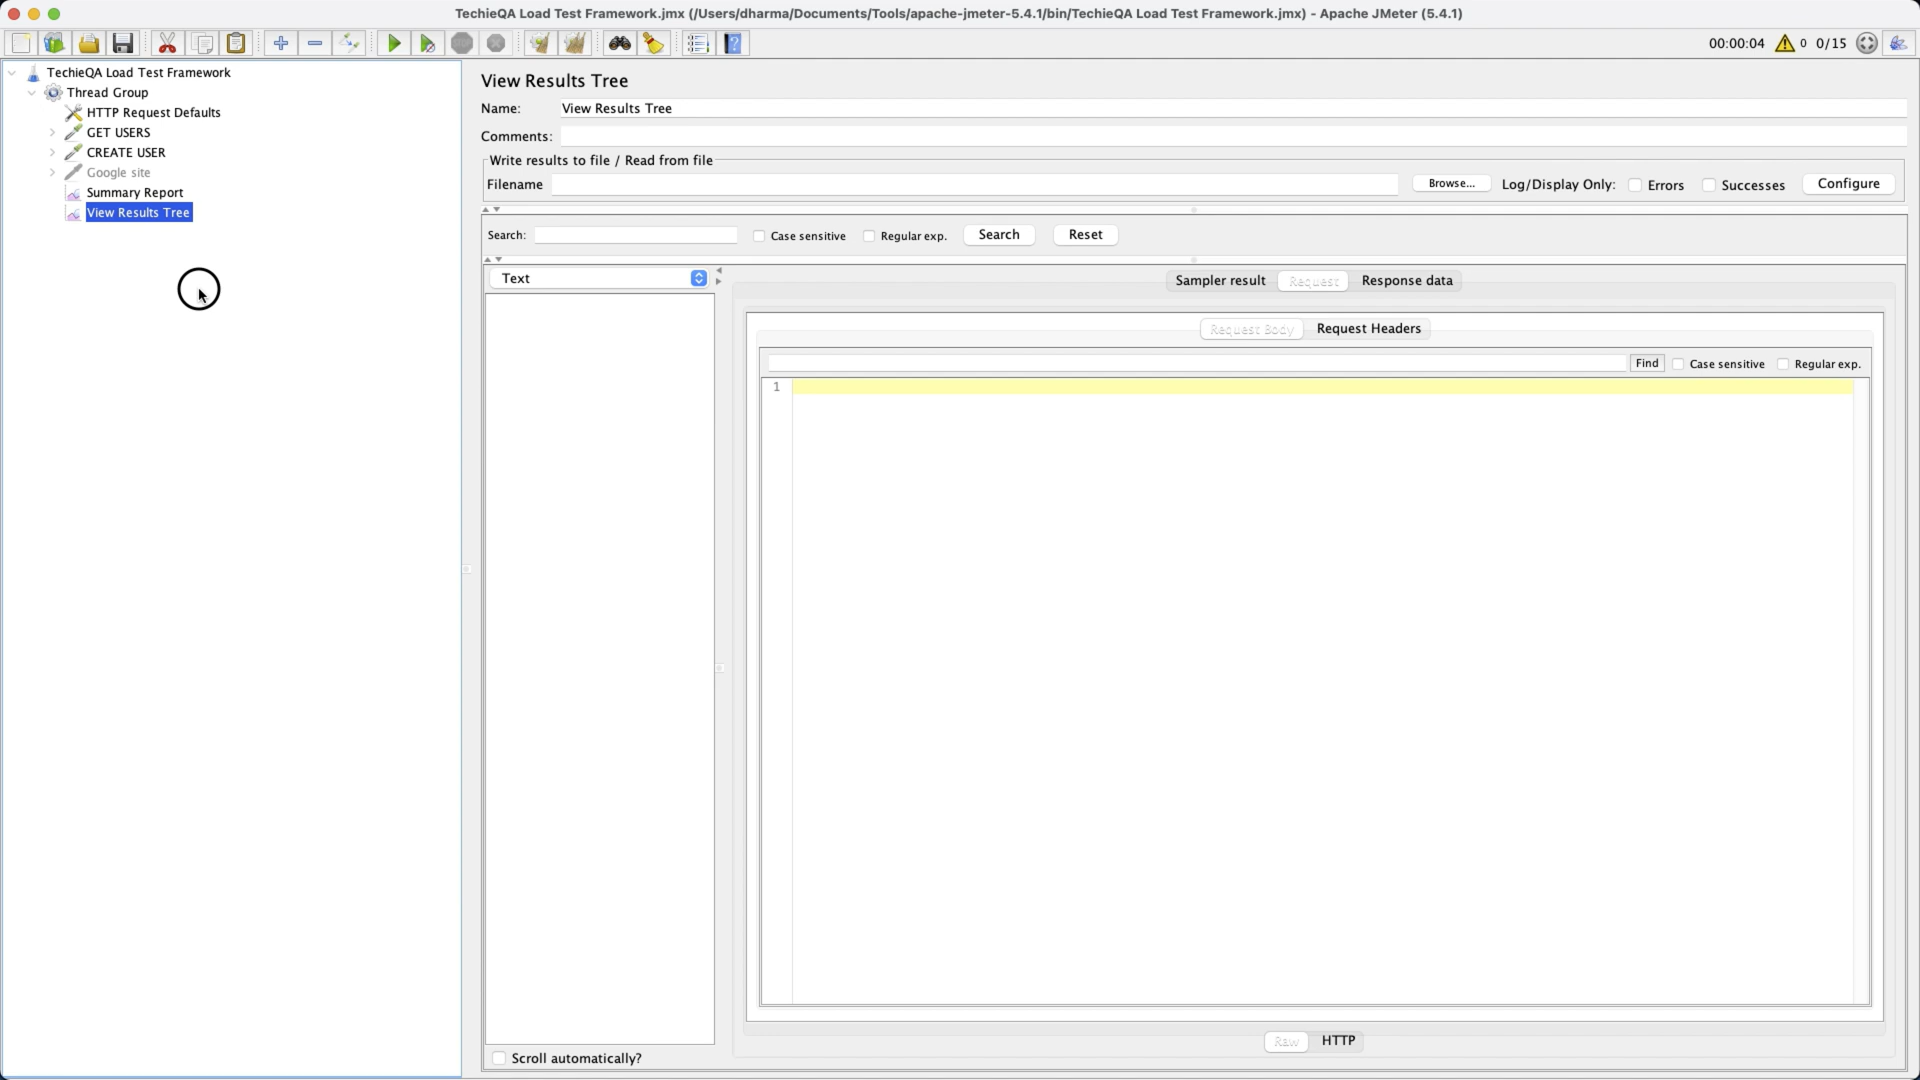 TechieQA Load Test Framework.jmx (/Users/dharma/Documents/Tools/apache-jmeter-5.4.1/bin/TechieQA Load Test Framework.jmx) - Apache JMeter (5.4.1)
00:00:04 0 0/15
TechieQA Load Test Framework
Thread Group
HTTP Request Defaults
GET USERS
CREATE USER
Google site
Summary Report
View Results Tree
View Results Tree
Name: View Results Tree
Comments:
Write results to file / Read from file
Filename Browse... Log/Display Only: Errors Successes Configure
Search: Case sensitive Regular exp. Search Reset
Text
Sampler result Request Response data
Request Body Request Headers
Find Case sensitive Regular exp.
1
Raw HTTP
Scroll automatically?